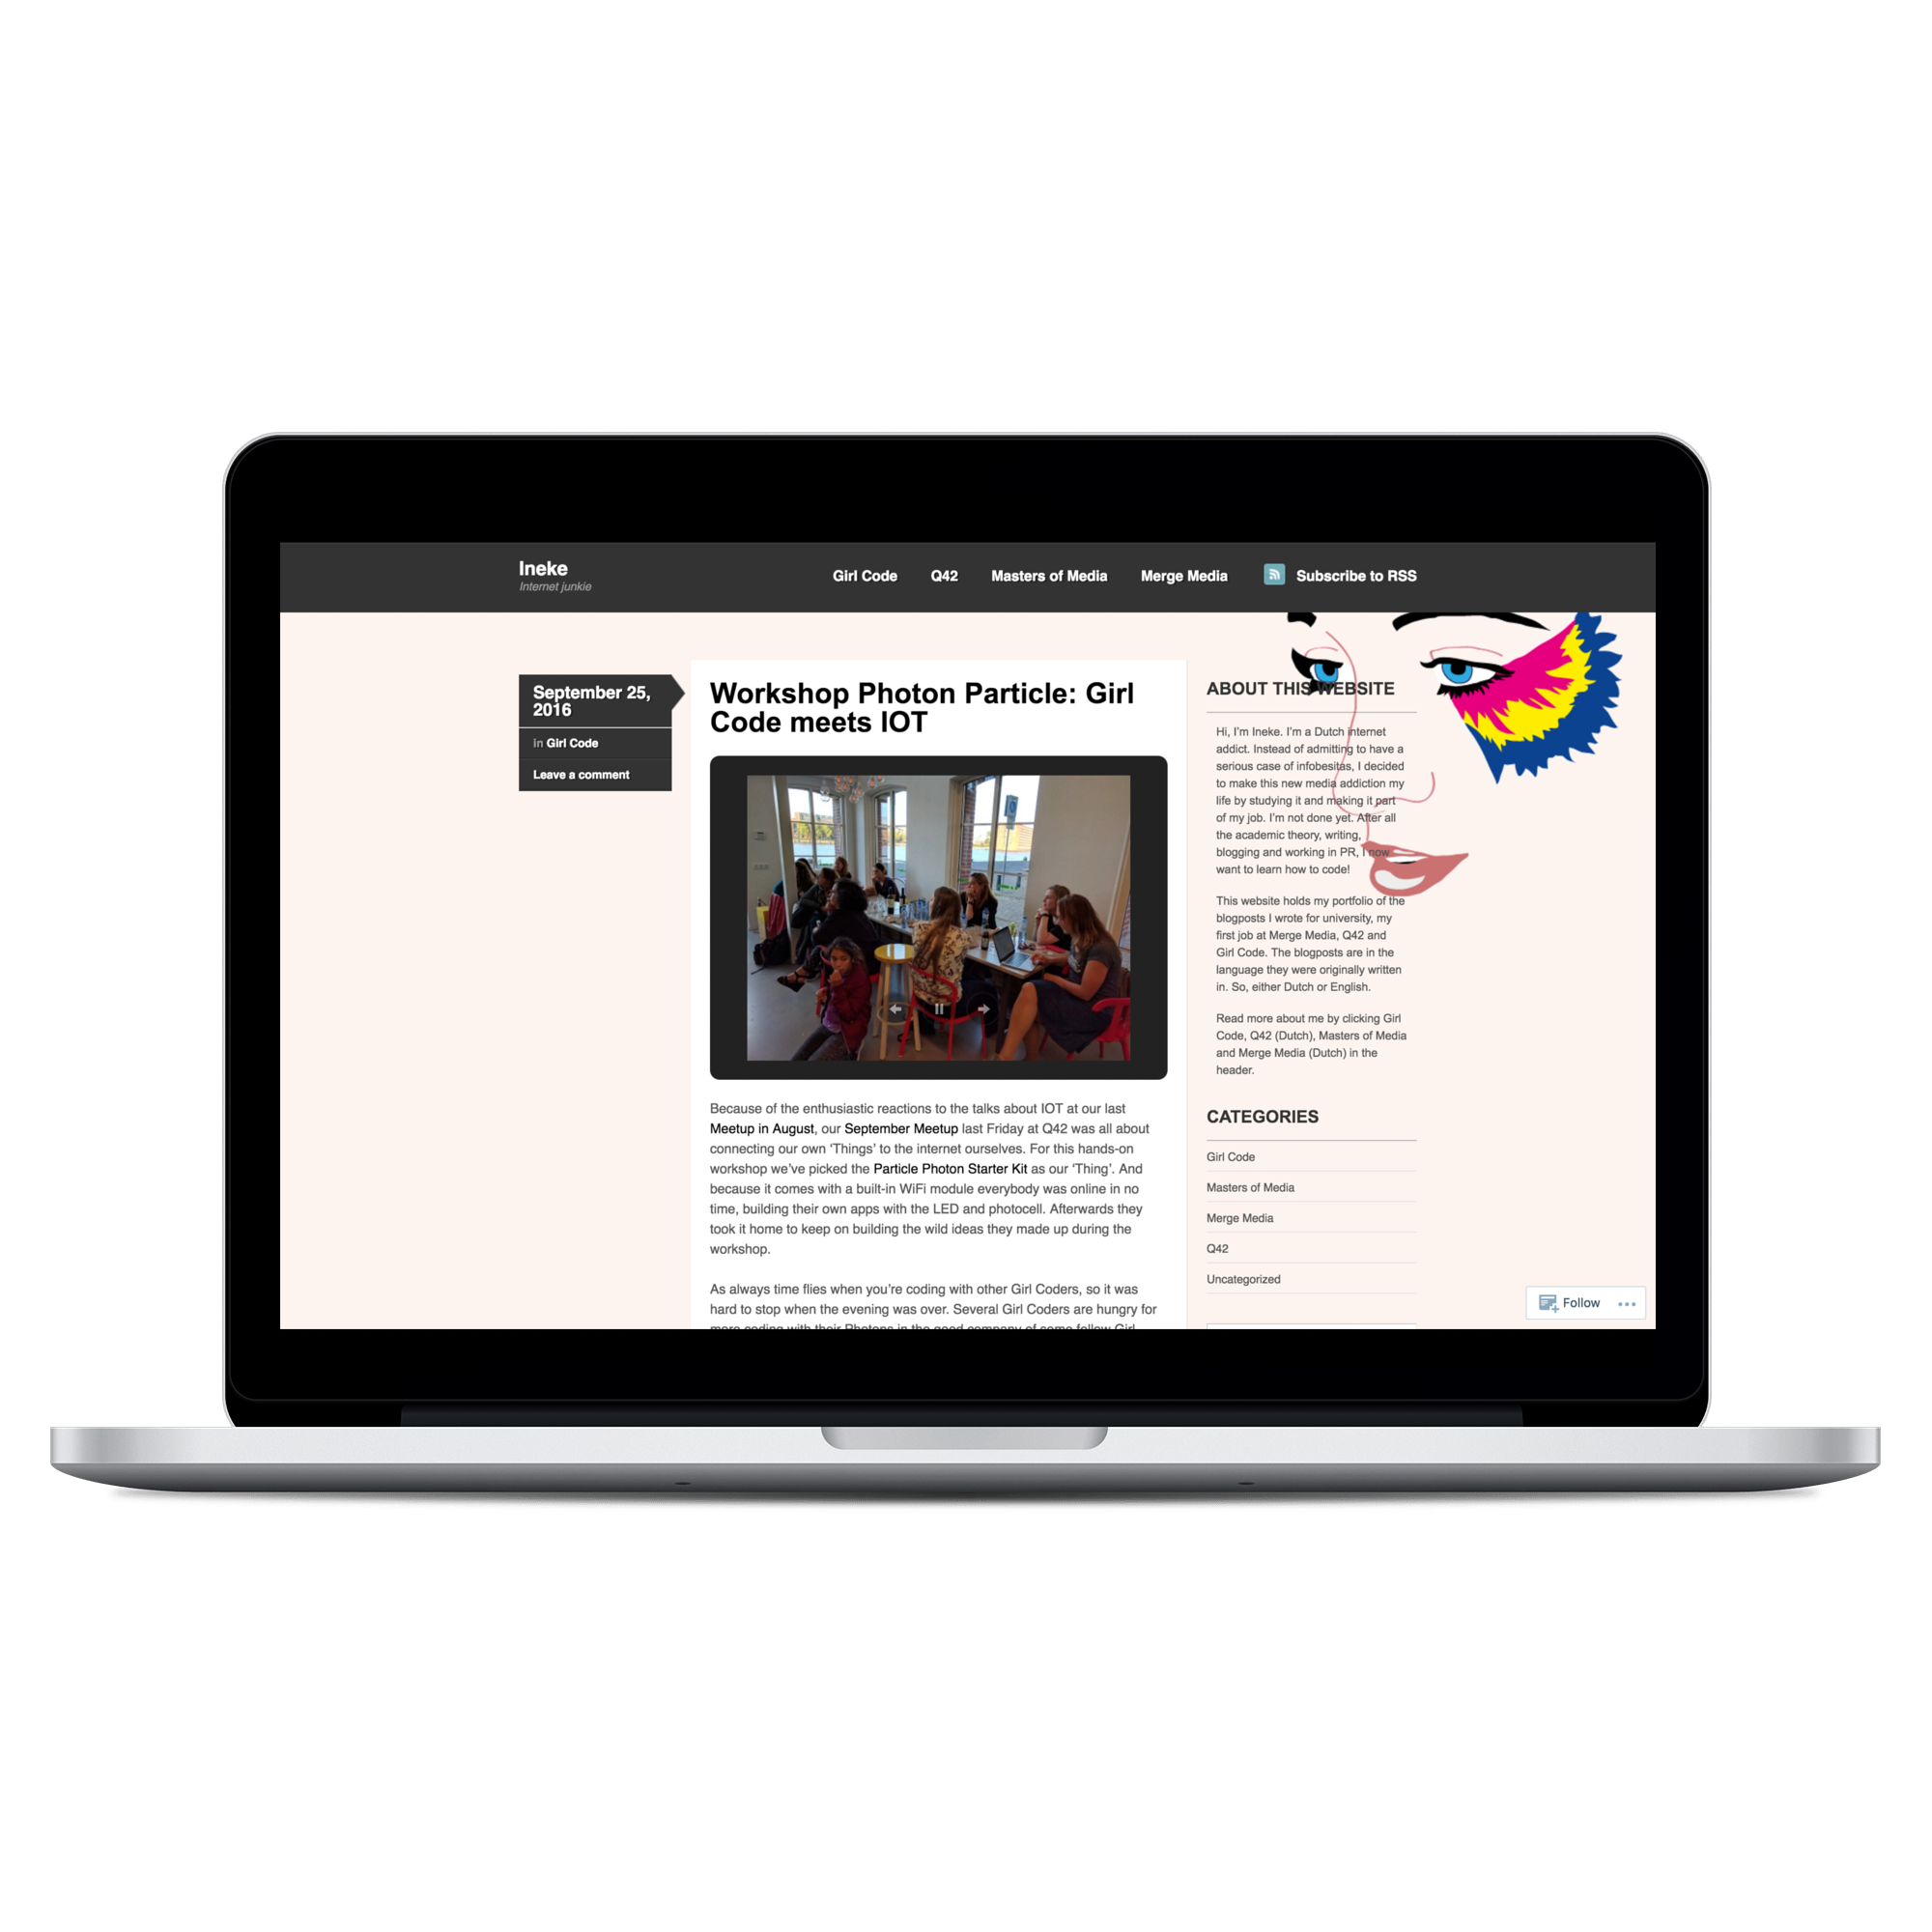 Ineke
Internet junkie
Girl Code
Q42
Masters of Media
Merge Media
Subscribe to RSS
September 25,
2016
in Girl Code
Leave a comment
Workshop Photon Particle: Girl
Code meets IOT
Because of the enthusiastic reactions to the talks about IOT at our last
Meetup in August, our September Meetup last Friday at Q42 was all about
connecting our own ‘Things’ to the internet ourselves. For this hands-on
workshop we’ve picked the Particle Photon Starter Kit as our ‘Thing’. And
because it comes with a built-in WiFi module everybody was online in no
time, building their own apps with the LED and photocell. Afterwards they
took it home to keep on building the wild ideas they made up during the
workshop.
As always time flies when you’re coding with other Girl Coders, so it was
hard to stop when the evening was over. Several Girl Coders are hungry for
more coding with their Photons in the good company of some fellow Girl
ABOUT THIS WEBSITE
Hi, I’m Ineke. I’m a Dutch internet
addict. Instead of admitting to have a
serious case of infobesitas, I decided
to make this new media addiction my
life by studying it and making it part
of my job. I’m not done yet. After all
the academic theory, writing,
blogging and working in PR, I now
want to learn how to code!
This website holds my portfolio of the
blogposts I wrote for university, my
first job at Merge Media, Q42 and
Girl Code. The blogposts are in the
language they were originally written
in. So, either Dutch or English.
Read more about me by clicking Girl
Code, Q42 (Dutch), Masters of Media
and Merge Media (Dutch) in the
header.
CATEGORIES
Girl Code
Masters of Media
Merge Media
Q42
Uncategorized
Follow